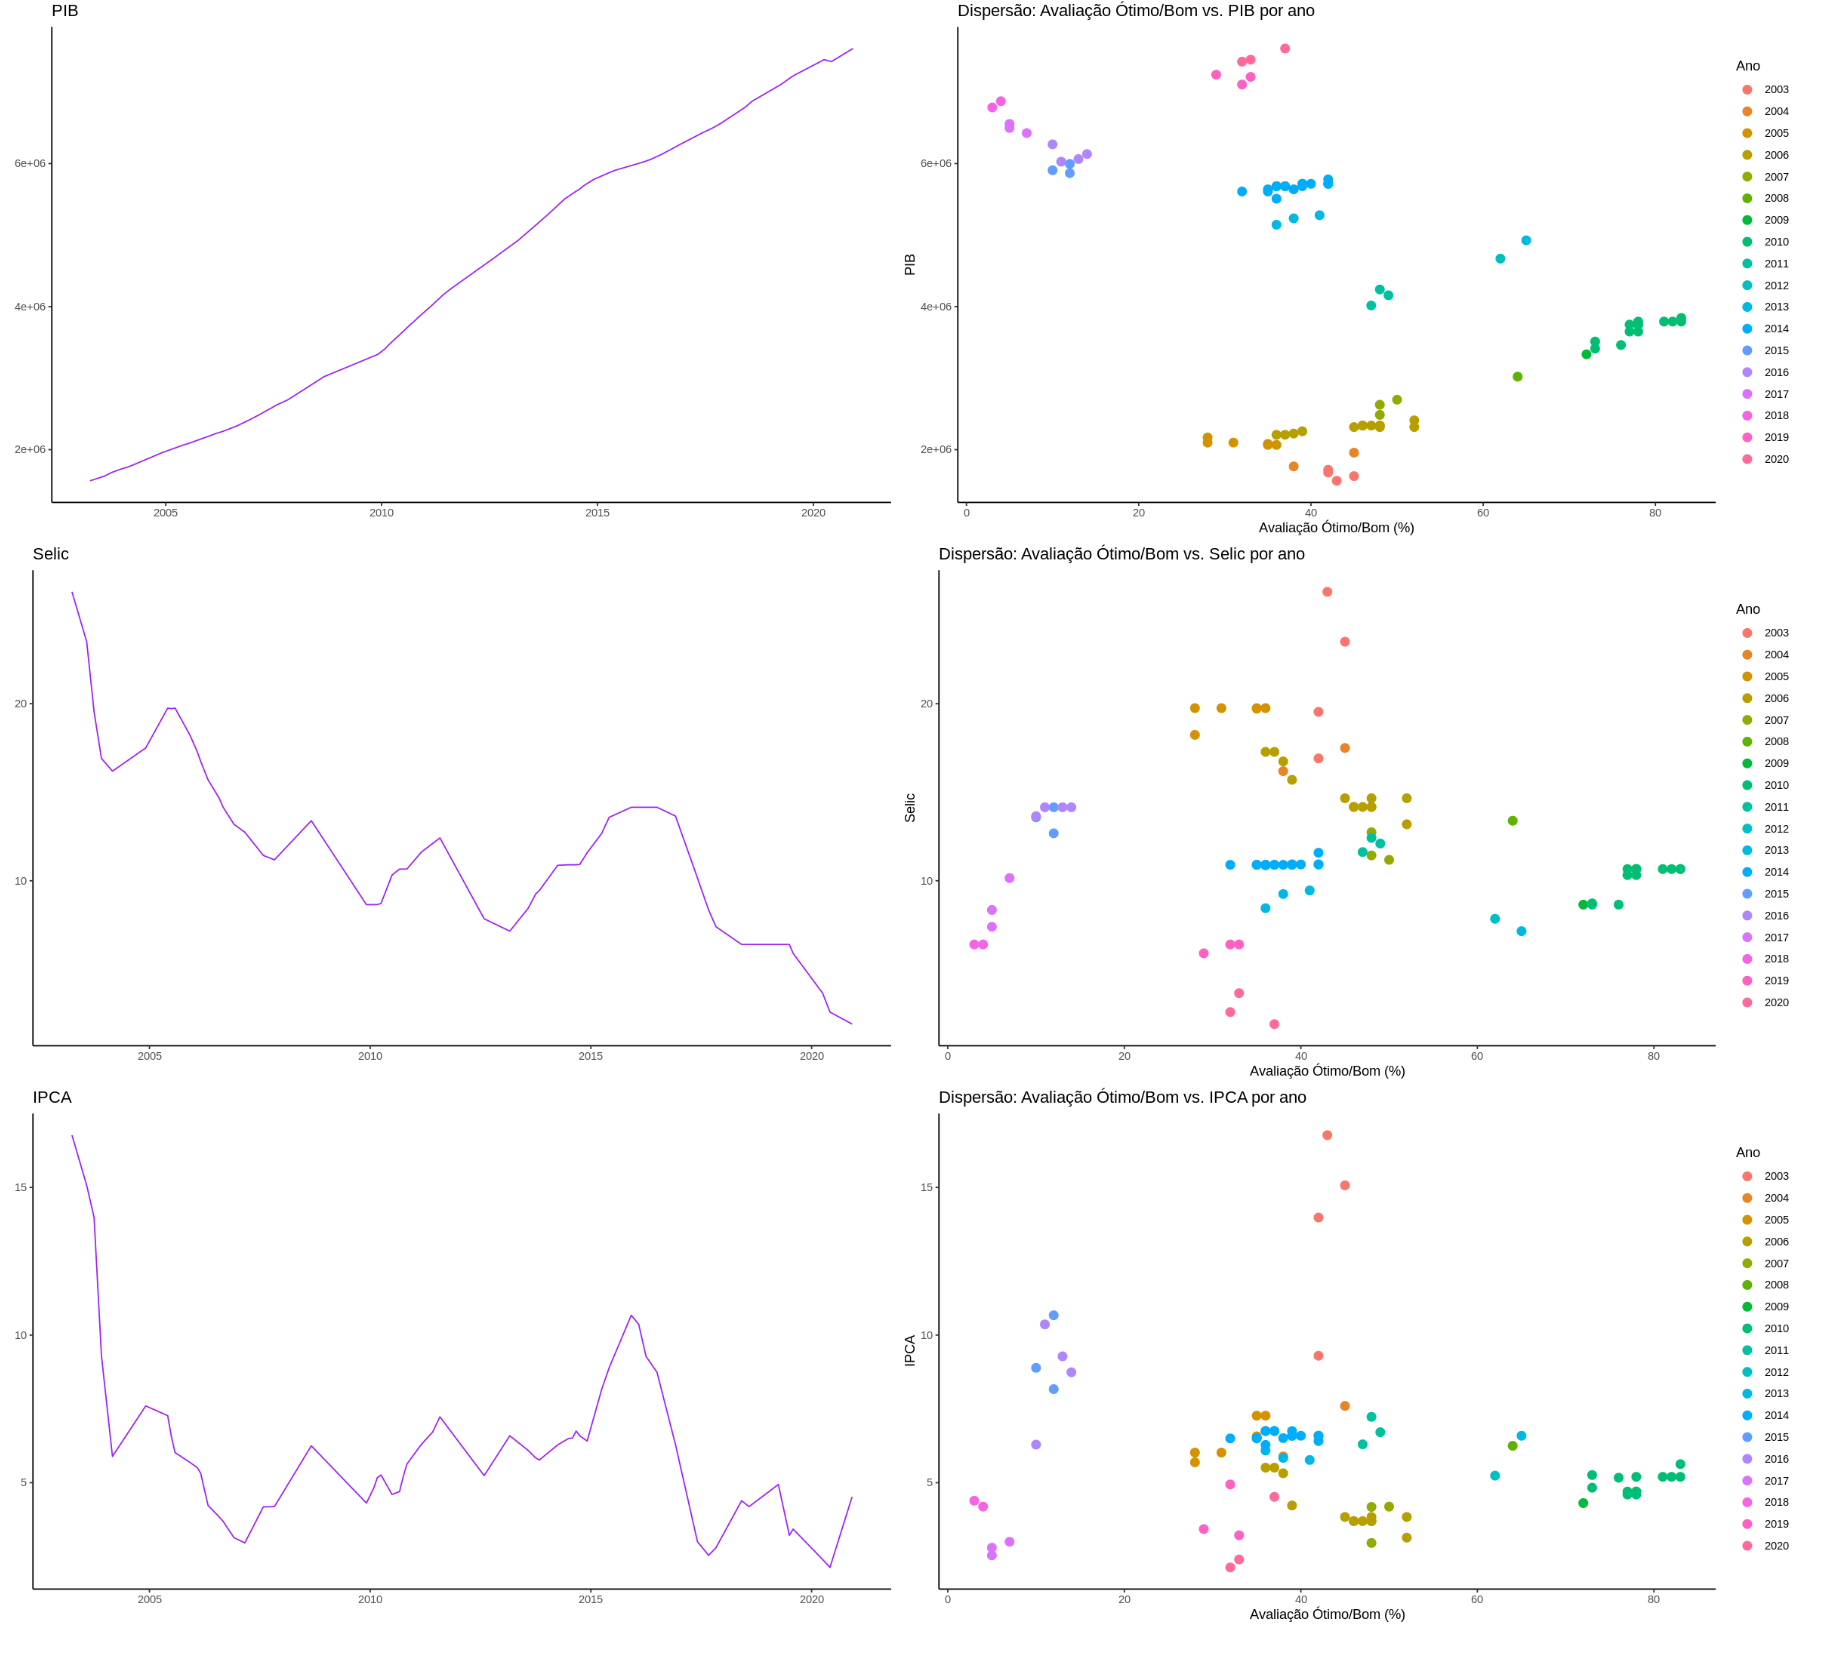 PIB
6e+06
4e+06
2e+06
2005 2010 2015 2020
Dispersão: Avaliação Ótimo/Bom vs. PIB por ano
PIB
6e+06
4e+06
2e+06
0 20 40 60 80
Avaliação Ótimo/Bom (%)
Ano
2003
2004
2005
2006
2007
2008
2009
2010
2011
2012
2013
2014
2015
2016
2017
2018
2019
2020
Selic
20
10
2005 2010 2015 2020
Dispersão: Avaliação Ótimo/Bom vs. Selic por ano
Selic
20
10
0 20 40 60 80
Avaliação Ótimo/Bom (%)
Ano
2003
2004
2005
2006
2007
2008
2009
2010
2011
2012
2013
2014
2015
2016
2017
2018
2019
2020
IPCA
15
10
5
2005 2010 2015 2020
Dispersão: Avaliação Ótimo/Bom vs. IPCA por ano
IPCA
15
10
5
0 20 40 60 80
Avaliação Ótimo/Bom (%)
Ano
2003
2004
2005
2006
2007
2008
2009
2010
2011
2012
2013
2014
2015
2016
2017
2018
2019
2020